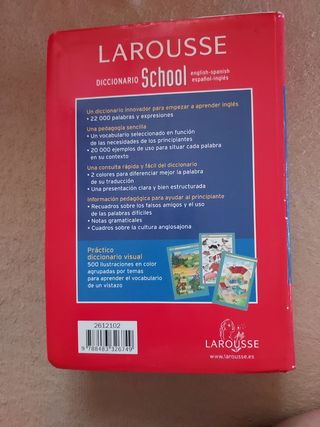 LAROUSSE
DICCIONARIO School english-spanish
español-inglés
Un diccionario innovador para empezar a aprender inglés
• 22 000 palabras y expresiones
Una pedagogía sencilla
• Un vocabulario seleccionado en función
de las necesidades de los principiantes
• 20 000 ejemplos de uso para situar cada palabra
en su contexto
Una consulta rápida y fácil del diccionario
• 2 colores para diferenciar mejor la palabra
de su traducción
• Una presentación clara y bien estructurada
Información pedagógica para ayudar al principiante
• Recuadros sobre los falsos amigos y el uso
de las palabras difíciles
• Notas gramaticales
• Cuadros sobre la cultura anglosajona
Práctico
diccionario visual
500 ilustraciones en color
agrupadas por temas
para aprender el vocabulario
de un vistazo
2612102
9 788483 326749
LAROUSSE
www.larousse.es